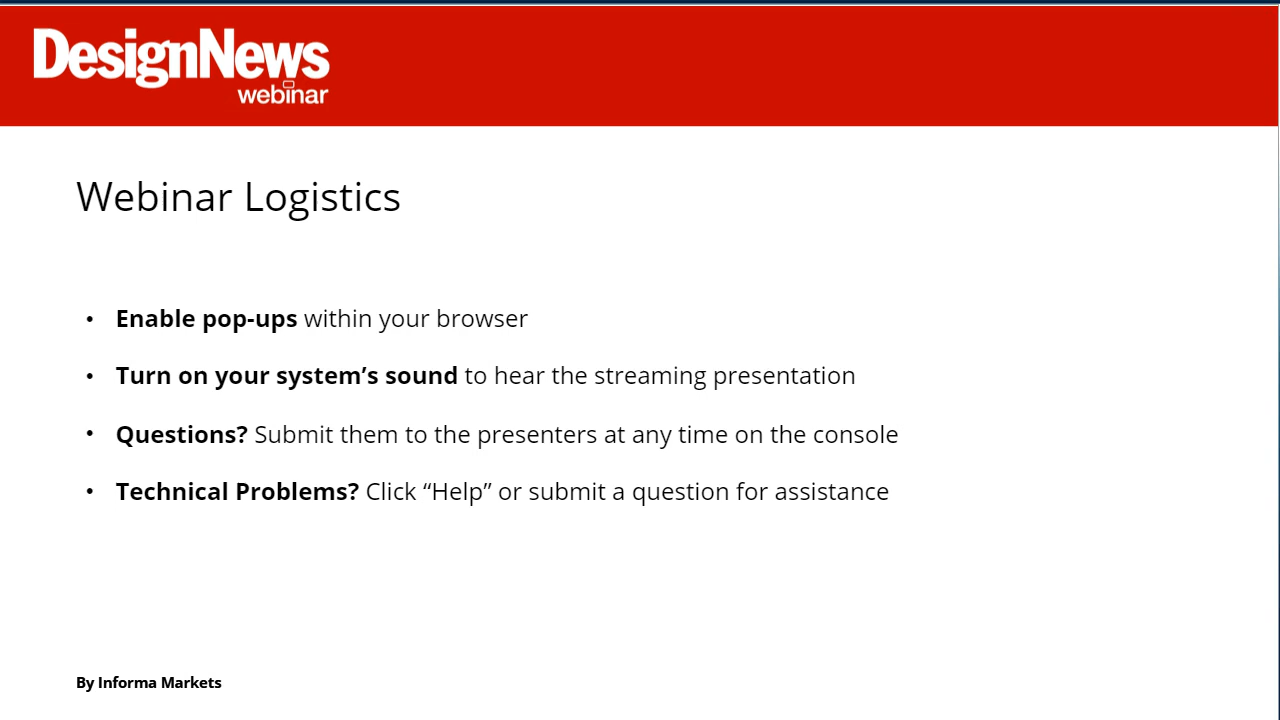 DesignNews
webinar
Webinar Logistics
• Enable pop-ups within your browser
• Turn on your system’s sound to hear the streaming presentation
• Questions? Submit them to the presenters at any time on the console
• Technical Problems? Click “Help” or submit a question for assistance
By Informa Markets